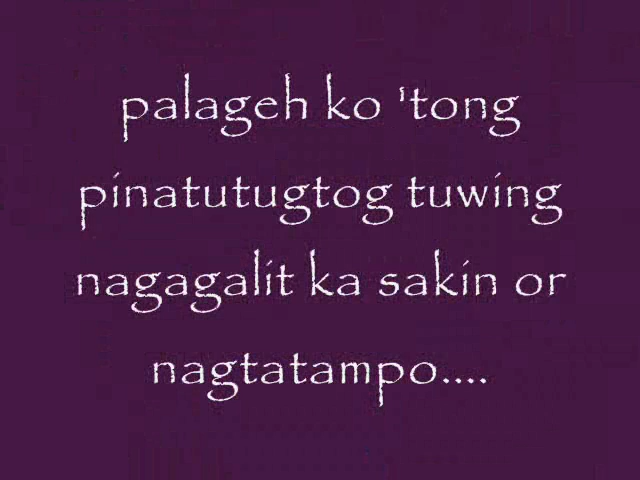 palageh ko 'tong
pinatutugtog tuwing
nagagalit ka sakin or
nagtatampo....